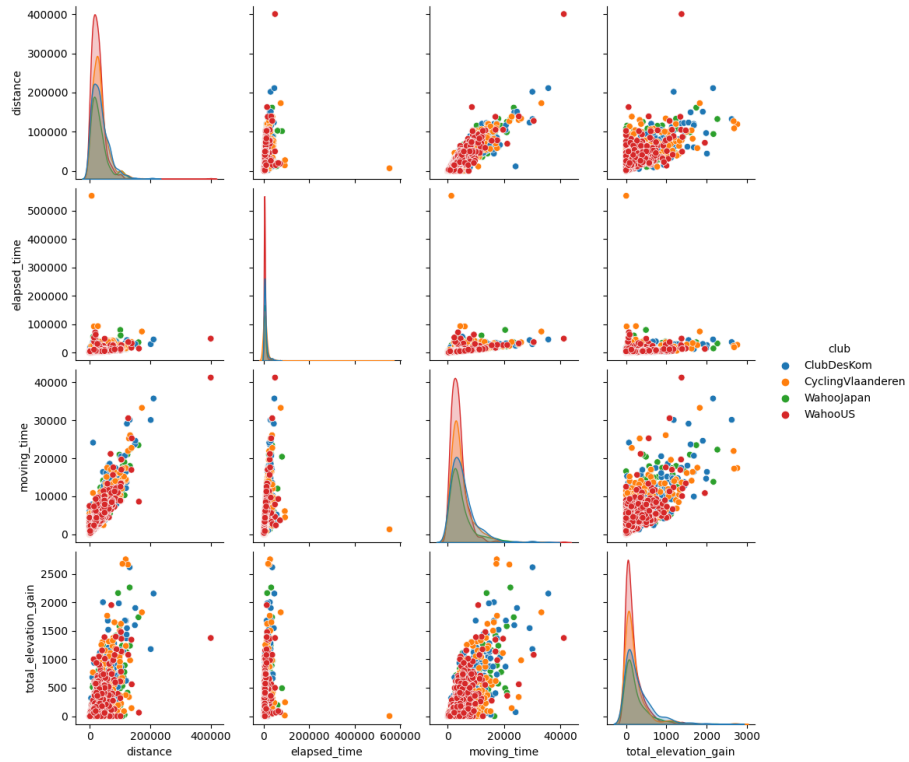 400000
300000
200000
100000
0
distance
500000
400000
300000
200000
100000
0
elapsed_time
40000
30000
20000
10000
0
moving_time
2500
2000
1500
1000
500
0
total_elevation_gain
0 200000 400000
distance
0 200000 400000 600000
elapsed_time
0 20000 40000
moving_time
0 1000 2000 3000
total_elevation_gain
club
ClubDesKom
CyclingVlaanderen
WahooJapan
WahooUS